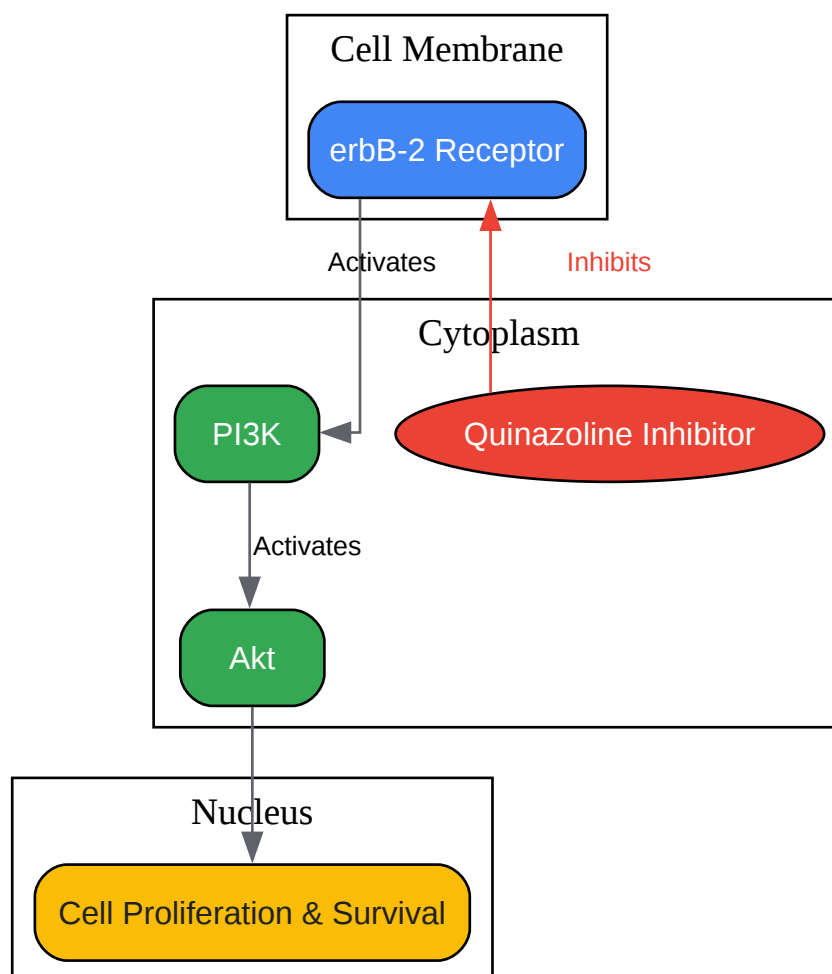 Cell Membrane
erbB-2 Receptor
Activates
Inhibits
Cytoplasm
PI3K
Quinazoline Inhibitor
Activates
Akt
Nucleus
Cell Proliferation & Survival